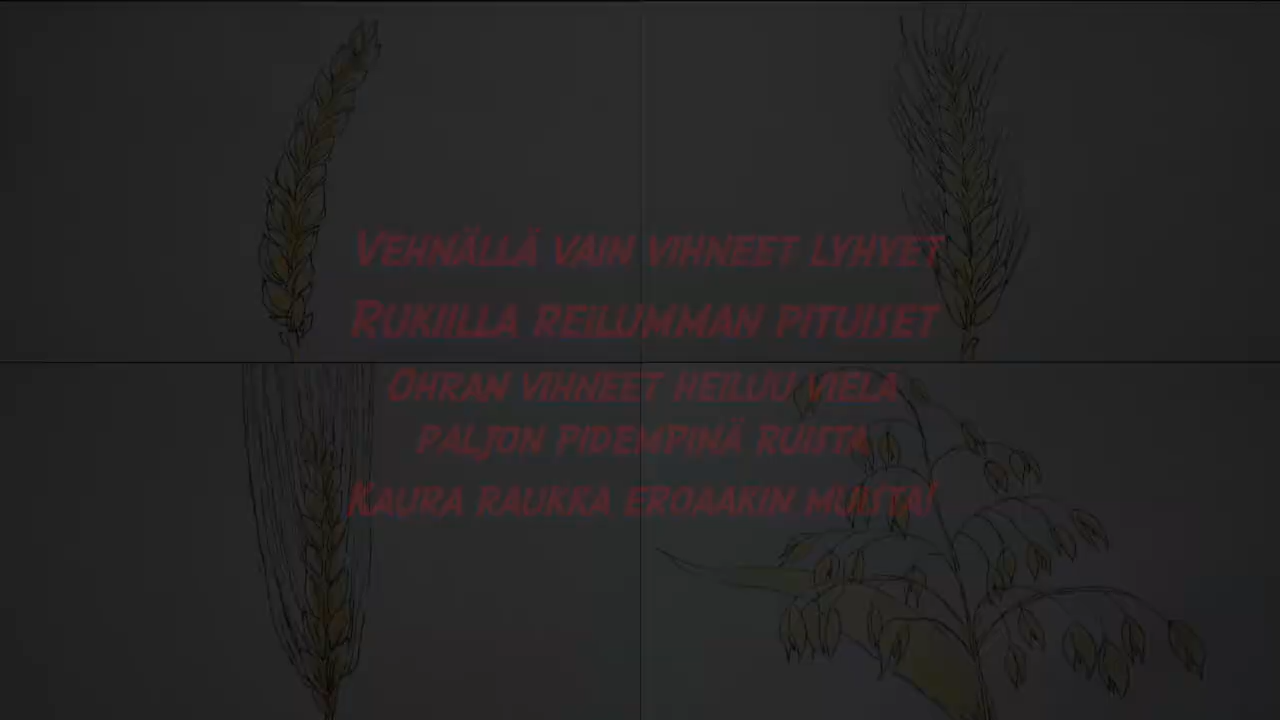 Vehnällä vain vihneet lyhyet
Rukiilla reilumman pituiset
Ohran vihneet heiluu vielä
paljon pidempinä ruista
Kaura raukka eroaakin muista!